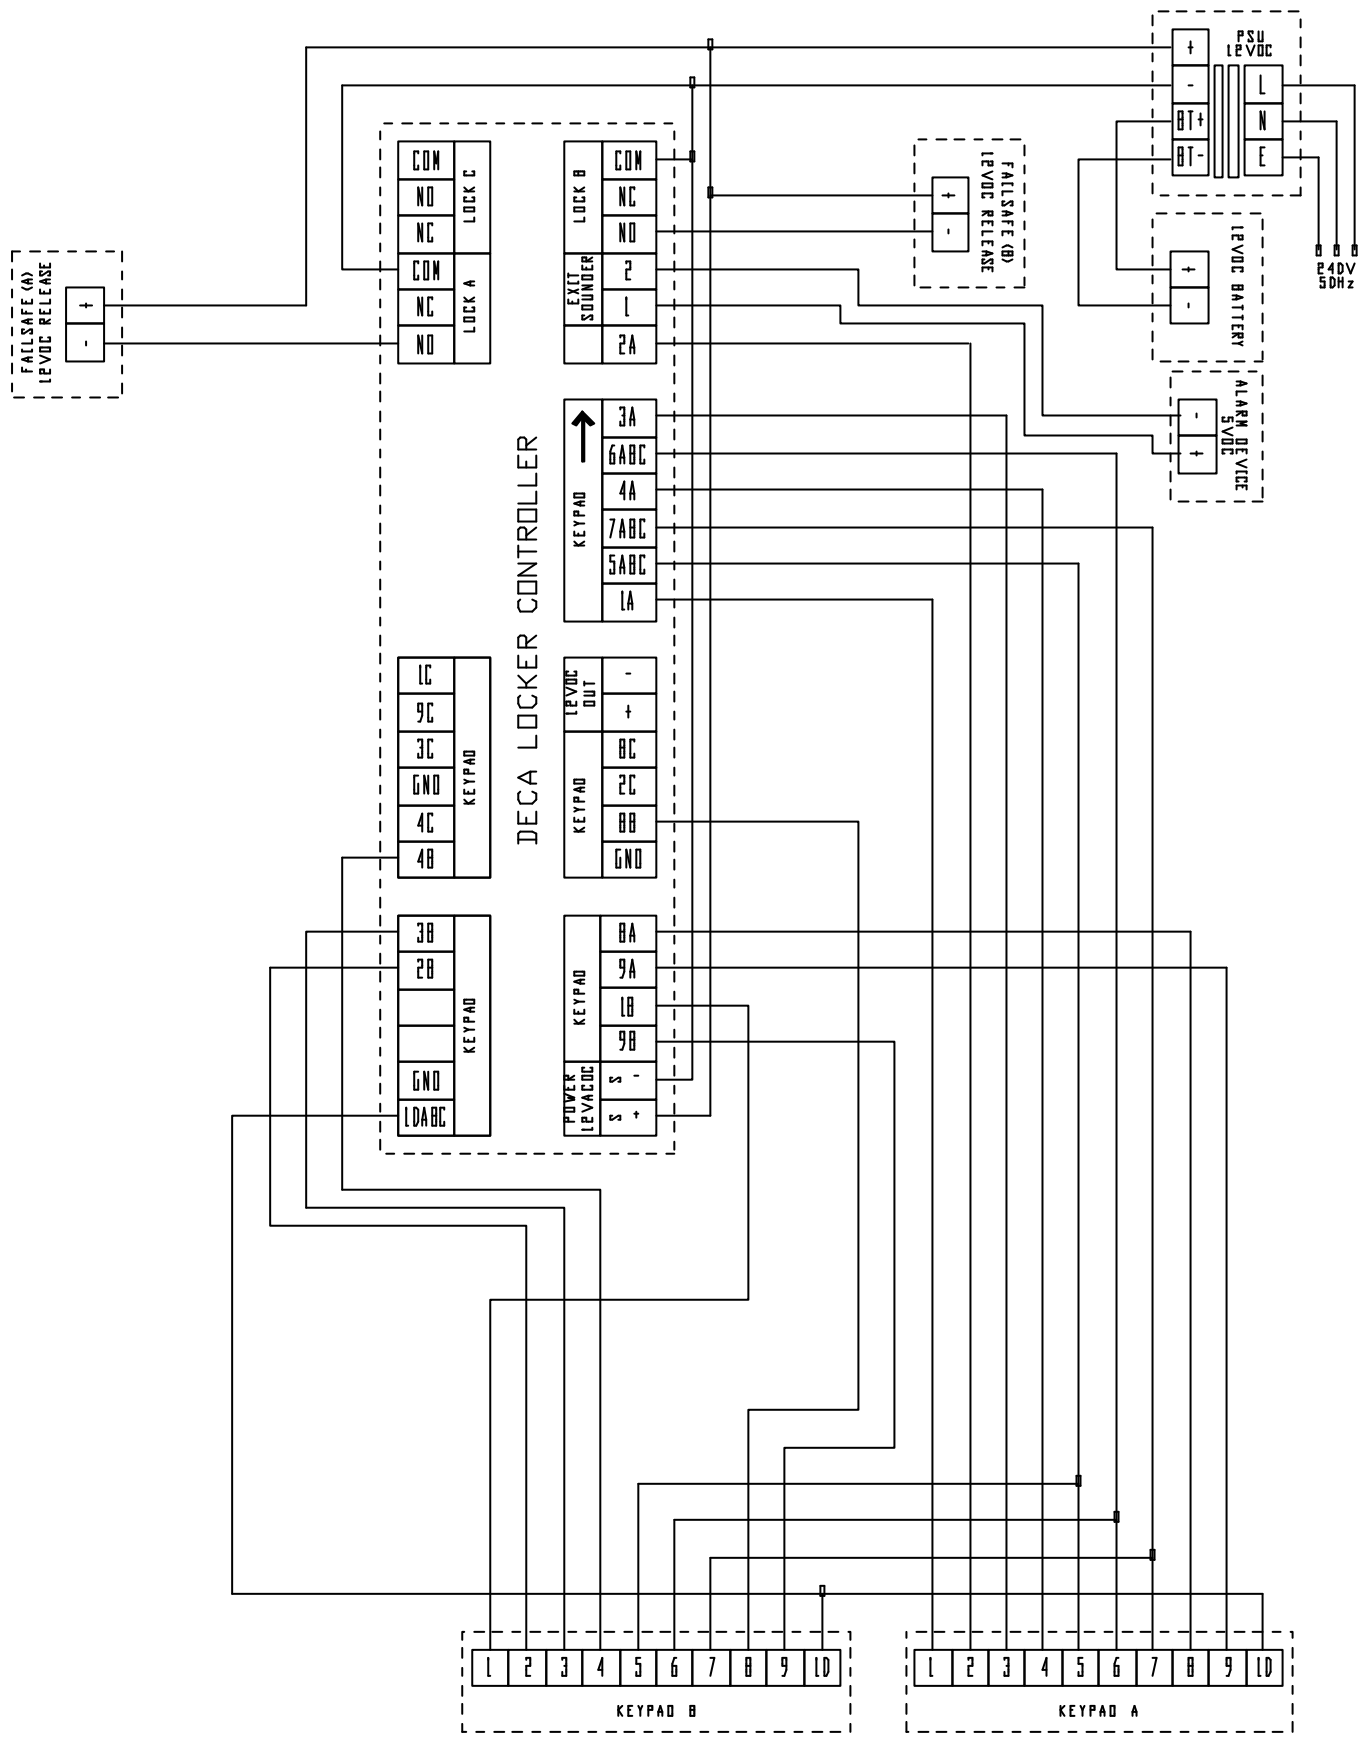 PSU
12VDC
+
-
BT+
BT-
L
N
E
240V
50Hz
12VDC BATTERY
+
-
ALARM DEVICE
5VDC
-
+
FAILSAFE (B)
12VDC RELEASE
+
-
FAILSAFE (A)
12VDC RELEASE
+
-
DECA LOCKER CONTROLLER
LOCK C
COM
NO
NC
LOCK A
COM
NC
NO
LOCK B
COM
NC
NO
EXIT
SOUNDER
2
1
2A
KEYPAD
3A
6ABC
4A
7ABC
5ABC
1A
KEYPAD
1C
9C
3C
GND
4C
4B
12VDC
OUT
-
+
KEYPAD
8C
2C
8B
GND
KEYPAD
3B
2B
GND
10ABC
KEYPAD
8A
9A
1B
9B
POWER
12VACDC
~ -
~ +
1 2 3 4 5 6 7 8 9 10
KEYPAD B
1 2 3 4 5 6 7 8 9 10
KEYPAD A